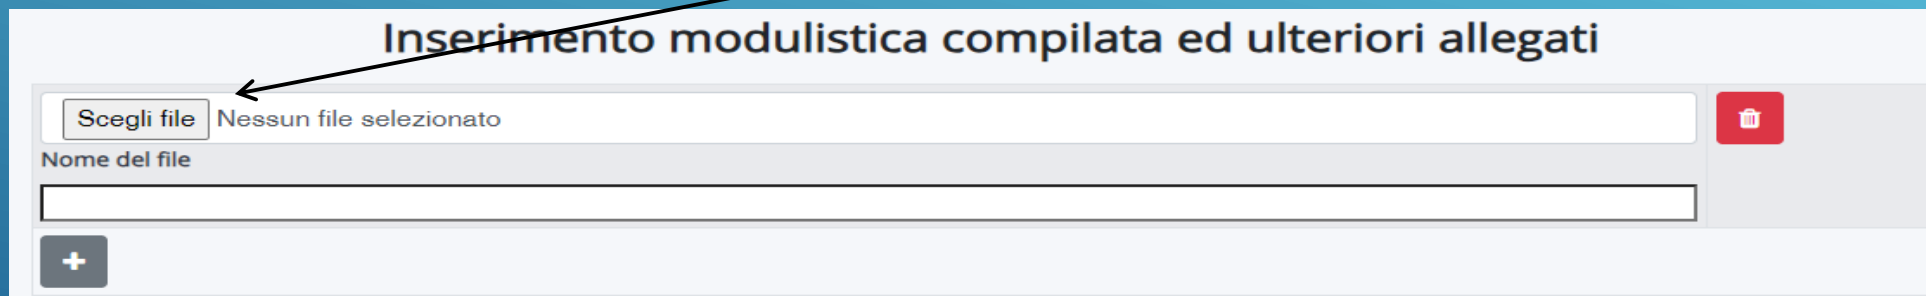 Inserimento modulistica compilata ed ulteriori allegati
Scegli file Nessun file selezionato
Nome del file